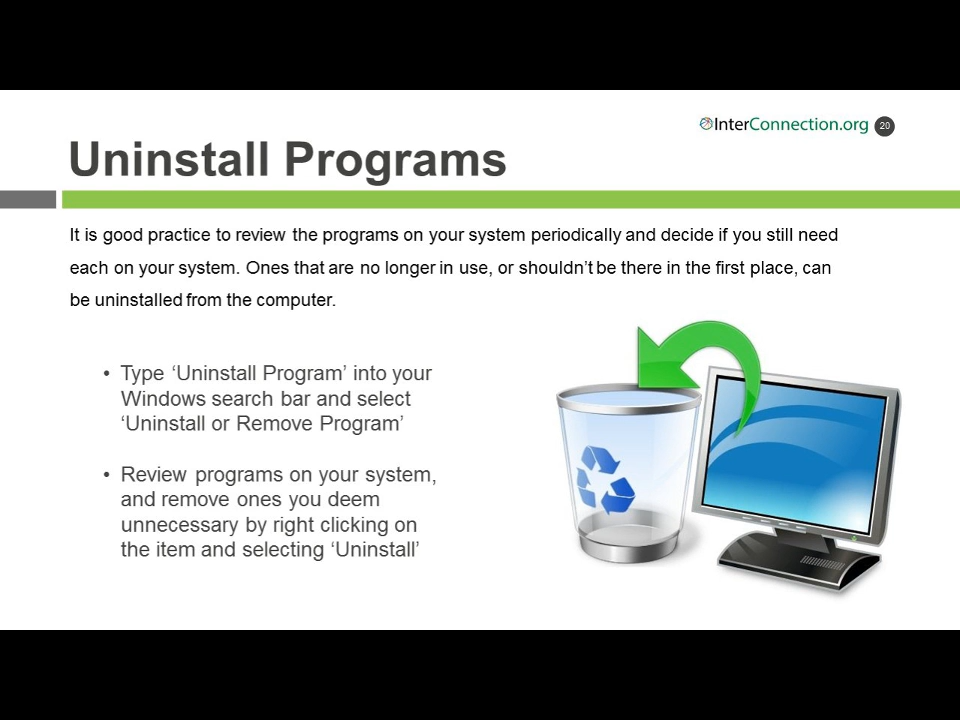 InterConnection.org 20
Uninstall Programs
It is good practice to review the programs on your system periodically and decide if you still need
each on your system. Ones that are no longer in use, or shouldn’t be there in the first place, can
be uninstalled from the computer.
• Type ‘Uninstall Program’ into your
Windows search bar and select
‘Uninstall or Remove Program’
• Review programs on your system,
and remove ones you deem
unnecessary by right clicking on
the item and selecting ‘Uninstall’